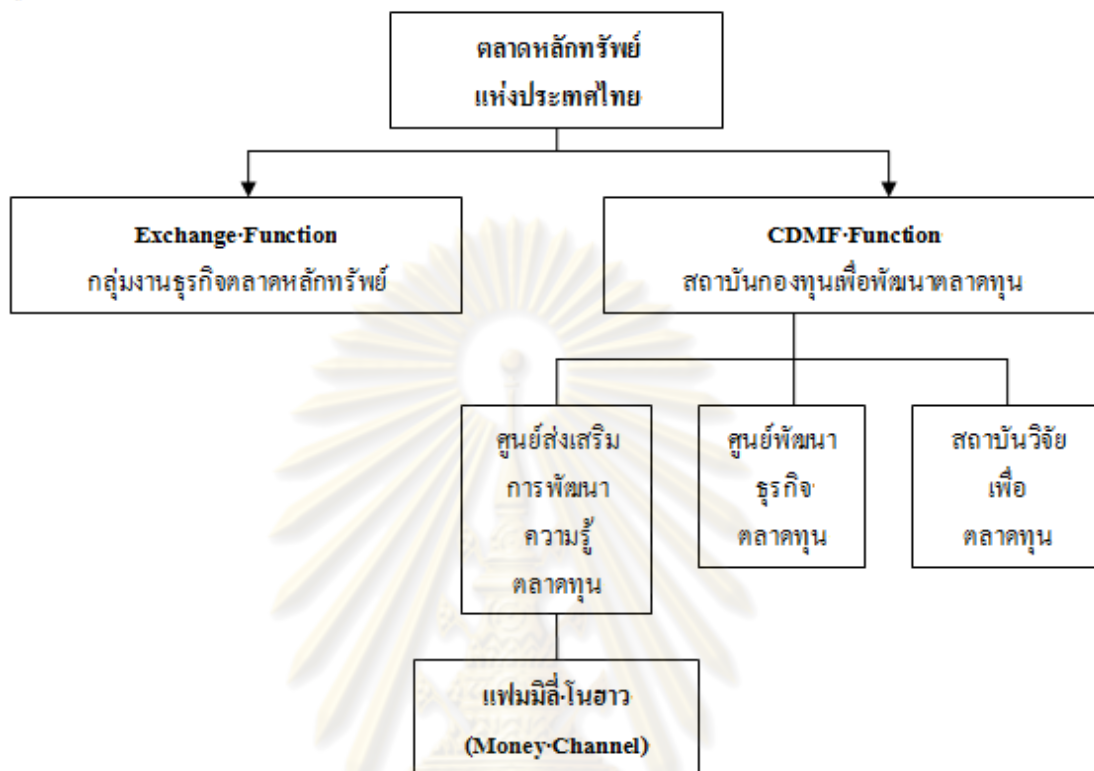 ตลาดหลักทรัพย์
แห่งประเทศไทย
Exchange·Function
กลุ่มงานธุรกิจตลาดหลักทรัพย์
CDMF·Function
สถาบันกองทุนเพื่อพัฒนาตลาดทุน
ศูนย์ส่งเสริม
การพัฒนา
ความรู้
ตลาดทุน
ศูนย์พัฒนา
ธุรกิจ
ตลาดทุน
สถาบันวิจัย
เพื่อ
ตลาดทุน
แฟมมิลี่·โนฮาว
(Money·Channel)